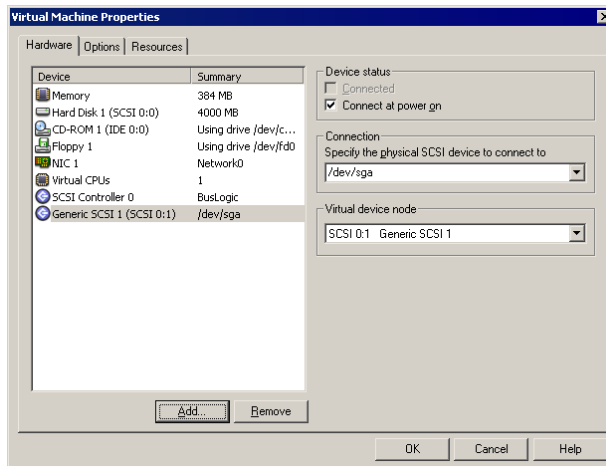 Virtual Machine Properties
Hardware
Options
Resources
Device Summary
Memory 384 MB
Hard Disk 1 (SCSI 0:0) 4000 MB
CD-ROM 1 (IDE 0:0) Using drive /dev/c...
Floppy 1 Using drive /dev/fd0
NIC 1 Network0
Virtual CPUs 1
SCSI Controller 0 BusLogic
Generic SCSI 1 (SCSI 0:1) /dev/sga
Add...
Remove
Device status
Connected
Connect at power on
Connection
Specify the physical SCSI device to connect to
/dev/sga
Virtual device node
SCSI 0:1 Generic SCSI 1
OK
Cancel
Help